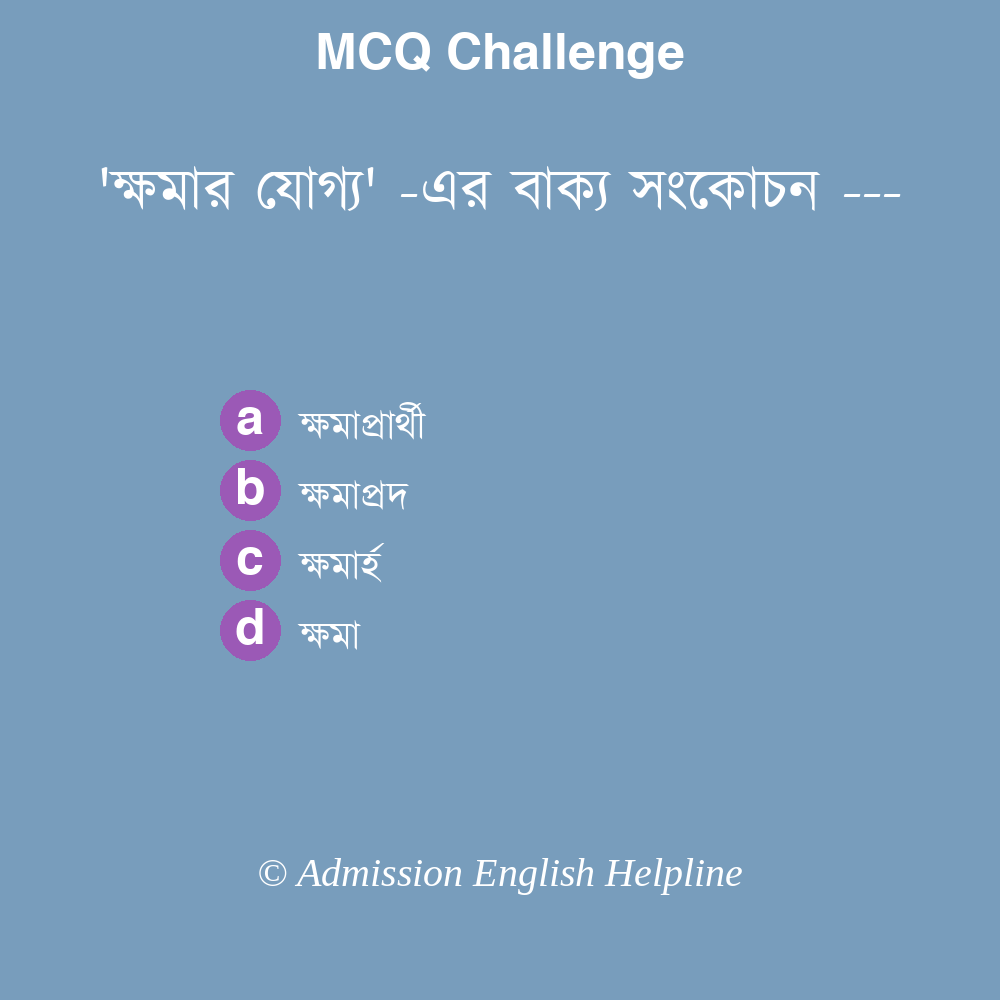 MCQ Challenge
'ক্ষমার যোগ্য' -এর বাক্য সংকোচন ---
a ক্ষমাপ্রার্থী
b ক্ষমাপ্রদ
c ক্ষমার্হ
d ক্ষমা
© Admission English Helpline